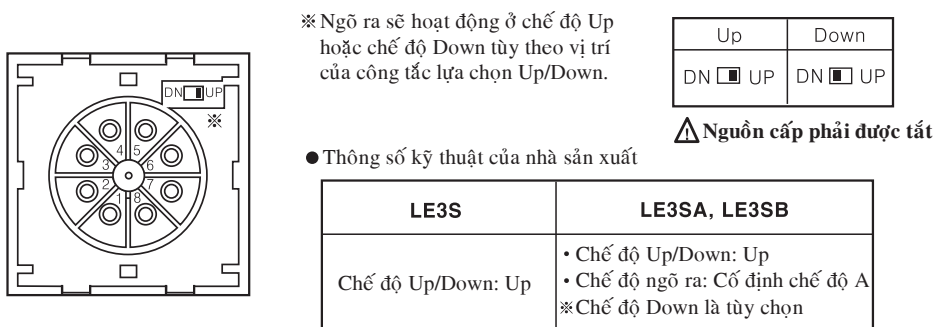 ※Ngõ ra sẽ hoạt động ở chế độ Up
hoặc chế độ Down tùy theo vị trí
của công tắc lựa chọn Up/Down.
Up Down
DN UP DN UP
Nguồn cấp phải được tắt
DN UP
※
4 5
3 6
2 7
1 8
● Thông số kỹ thuật của nhà sản xuất
LE3S LE3SA, LE3SB
Chế độ Up/Down: Up
• Chế độ Up/Down: Up
• Chế độ ngõ ra: Cố định chế độ A
※Chế độ Down là tùy chọn